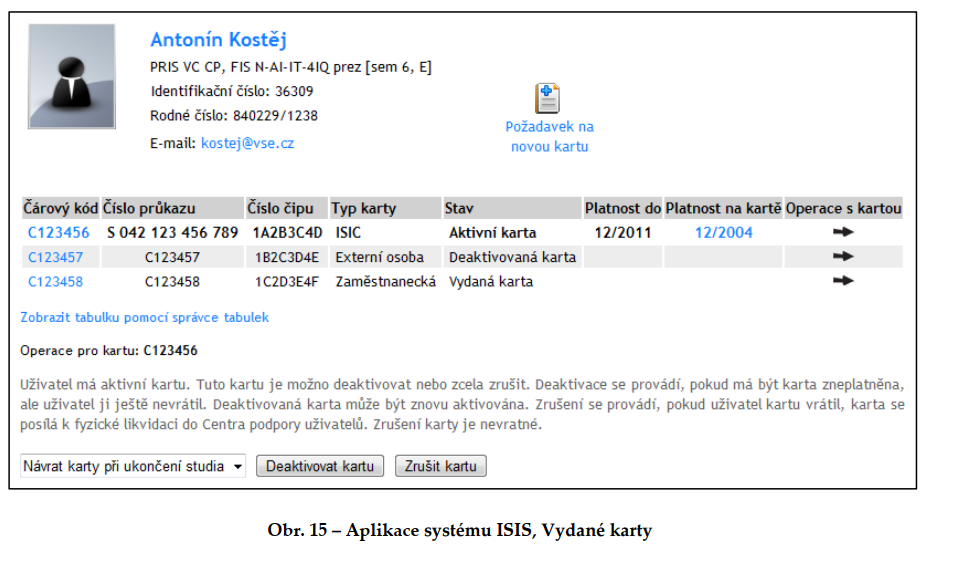 Antonín Kostěj
PRIS VC CP, FIS N-AI-IT-4IQ prez [sem 6, E]
Identifikační číslo: 36309
Rodné číslo: 840229/1238
E-mail: kostej@vse.cz
Požadavek na
novou kartu
Čárový kód Číslo průkazu Číslo čipu Typ karty Stav Platnost do Platnost na kartě Operace s kartou
C123456 S 042 123 456 789 1A2B3C4D ISIC Aktivní karta 12/2011 12/2004
C123457 C123457 1B2C3D4E Externí osoba Deaktivovaná karta
C123458 C123458 1C2D3E4F Zaměstnanecká Vydaná karta
Zobrazit tabulku pomocí správce tabulek
Operace pro kartu: C123456
Uživatel má aktivní kartu. Tuto kartu je možno deaktivovat nebo zcela zrušit. Deaktivace se provádí, pokud má být karta zneplatněna,
ale uživatel ji ještě nevrátil. Deaktivovaná karta může být znovu aktivována. Zrušení se provádí, pokud uživatel kartu vrátil, karta se
posílá k fyzické likvidaci do Centra podpory uživatelů. Zrušení karty je nevratné.
Návrat karty při ukončení studia Deaktivovat kartu Zrušit kartu
Obr. 15 – Aplikace systému ISIS, Vydané karty